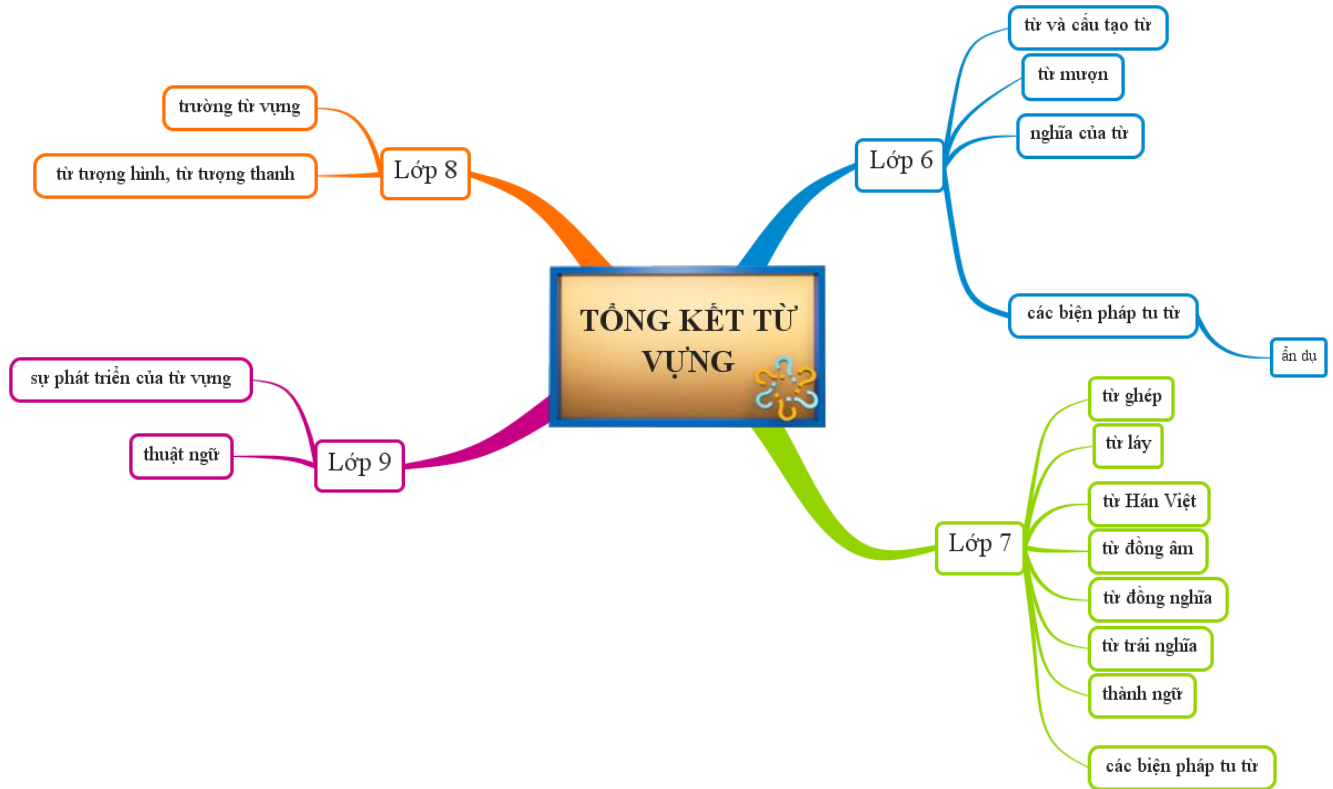 TỔNG KẾT TỪ
VỰNG
Lớp 6
từ và cấu tạo từ
từ mượn
nghĩa của từ
các biện pháp tu từ
ẩn dụ
Lớp 7
từ ghép
từ láy
từ Hán Việt
từ đồng âm
từ đồng nghĩa
từ trái nghĩa
thành ngữ
các biện pháp tu từ
Lớp 8
trường từ vựng
từ tượng hình, từ tượng thanh
Lớp 9
sự phát triển của từ vựng
thuật ngữ